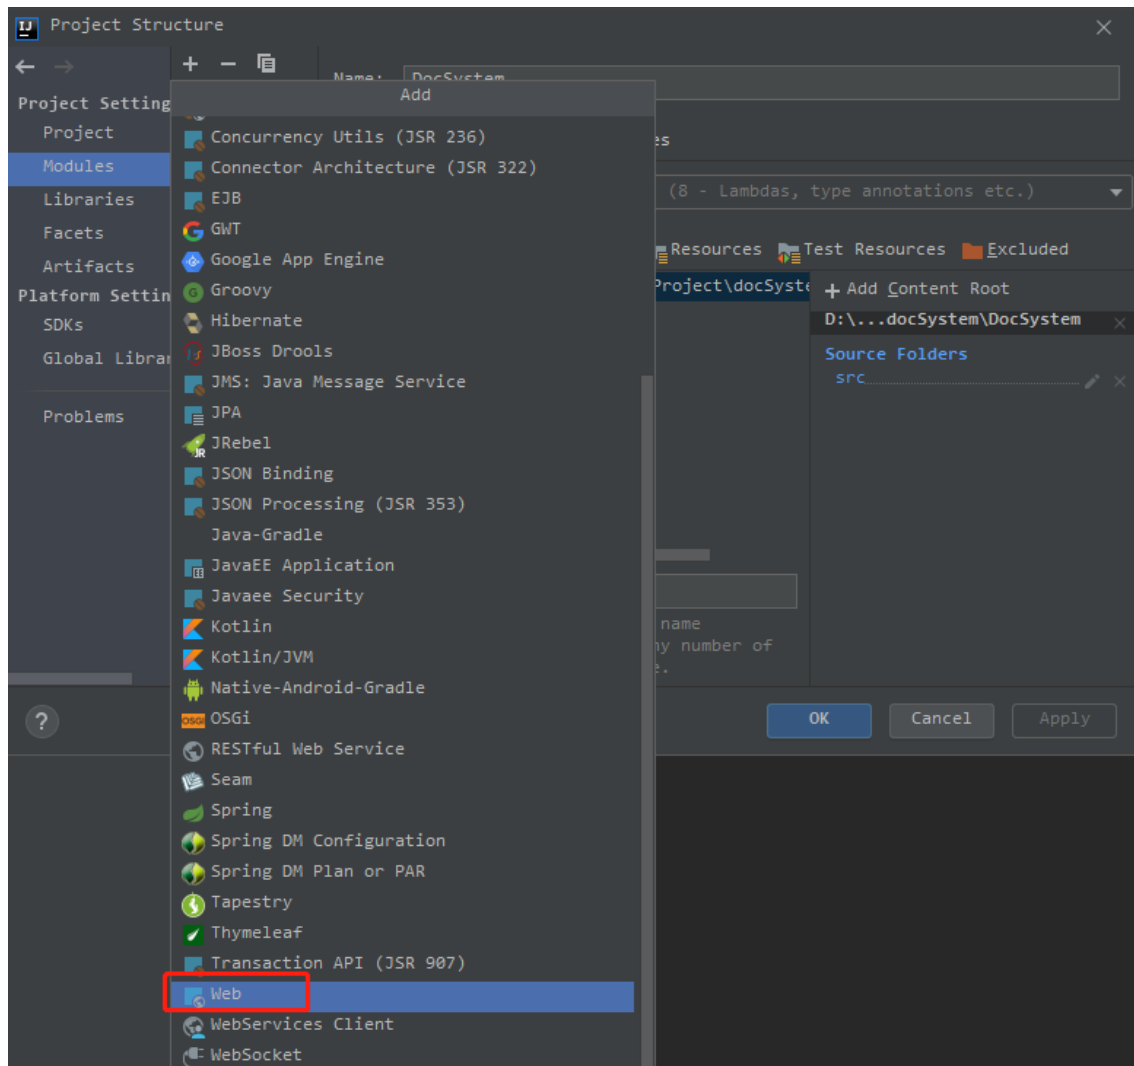 Project Structure
Name: DocSystem
Project Setting
Project
Modules
Libraries
Facets
Artifacts
Platform Settin
SDKs
Global Librar
Problems
Add
Concurrency Utils (JSR 236)
Connector Architecture (JSR 322)
EJB
GWT
Google App Engine
Groovy
Hibernate
JBoss Drools
JMS: Java Message Service
JPA
JRebel
JSON Binding
JSON Processing (JSR 353)
Java-Gradle
JavaEE Application
Javaee Security
Kotlin
Kotlin/JVM
Native-Android-Gradle
OSGi
RESTful Web Service
Seam
Spring
Spring DM Configuration
Spring DM Plan or PAR
Tapestry
Thymeleaf
Transaction API (JSR 907)
Web
WebServices Client
WebSocket
es
(8 - Lambdas, type annotations etc.)
Resources Test Resources Excluded
Project\docSyste
+ Add Content Root
D:\...docSystem\DocSystem
Source Folders
src
name
ny number of
e.
? OK Cancel Apply